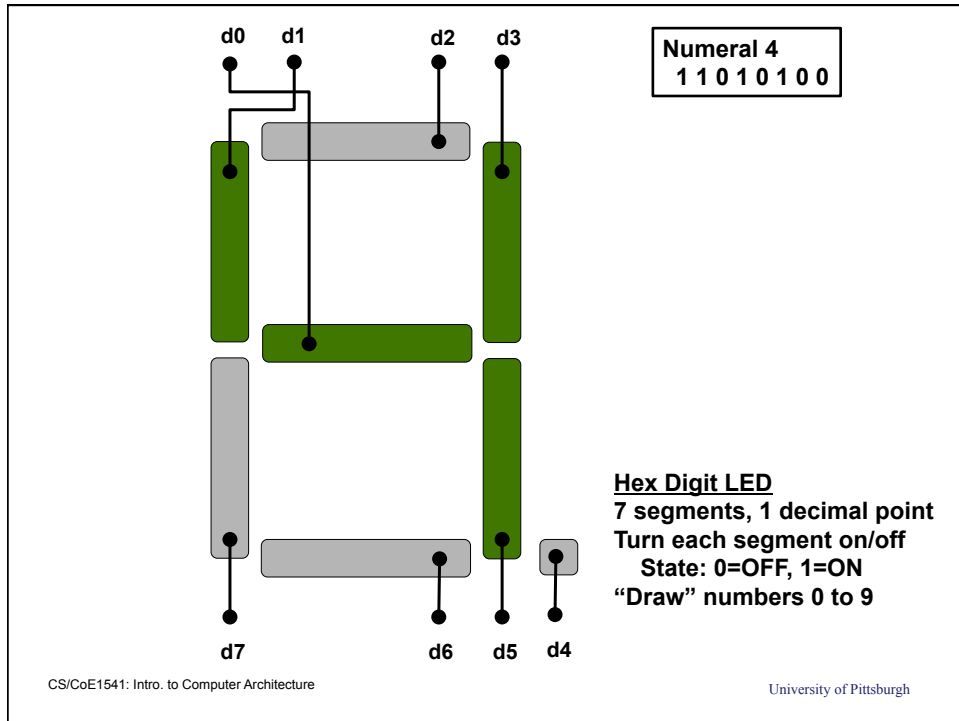 d0 d1 d2 d3
Numeral 4
1 1 0 1 0 1 0 0
Hex Digit LED
7 segments, 1 decimal point
Turn each segment on/off
State: 0=OFF, 1=ON
“Draw” numbers 0 to 9
d7 d6 d5 d4
CS/CoE1541: Intro. to Computer Architecture
University of Pittsburgh